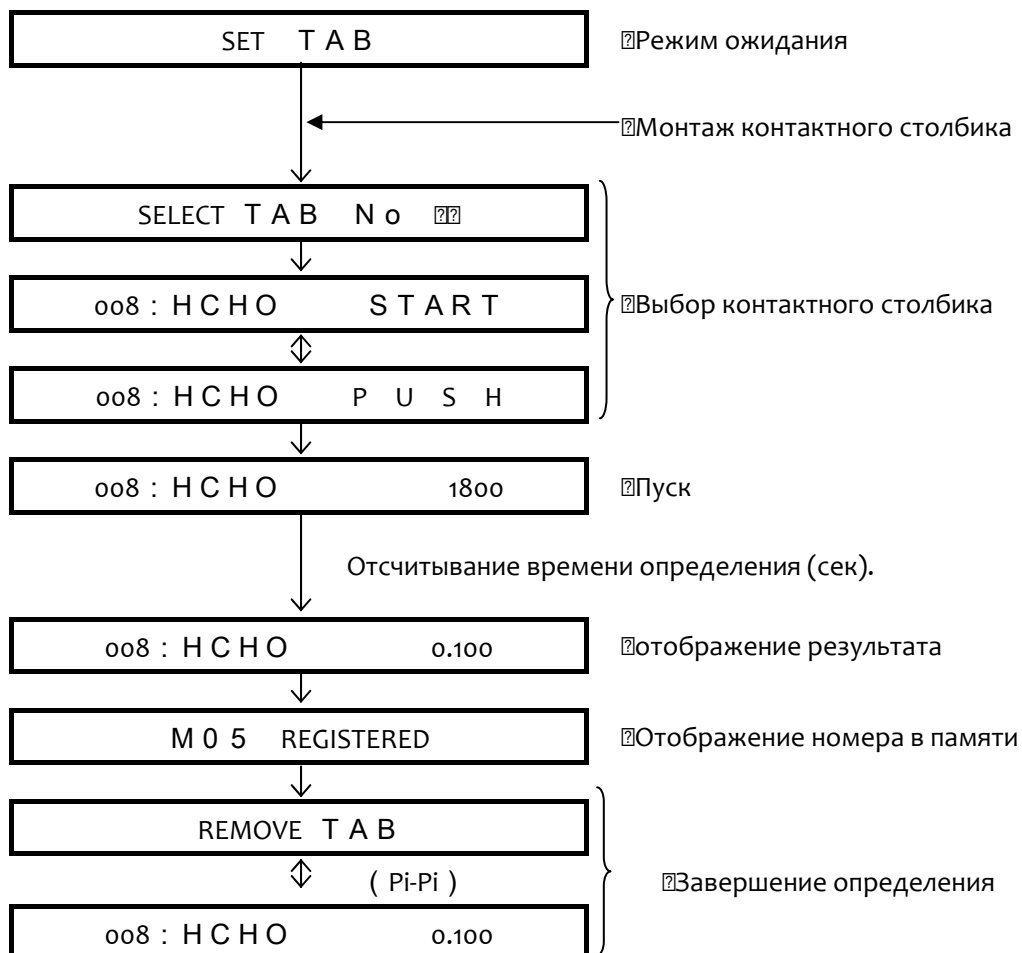 SET TAB Режим ожидания
Монтаж контактного столбика
SELECT TAB No
008 : HCHO START Выбор контактного столбика
008 : HCHO PUSH
008 : HCHO 1800 Пуск
Отсчитывание времени определения (сек).
008 : HCHO 0.100 отображение результата
M05 REGISTERED Отображение номера в памяти
REMOVE TAB
( Pi-Pi ) Завершение определения
008 : HCHO 0.100